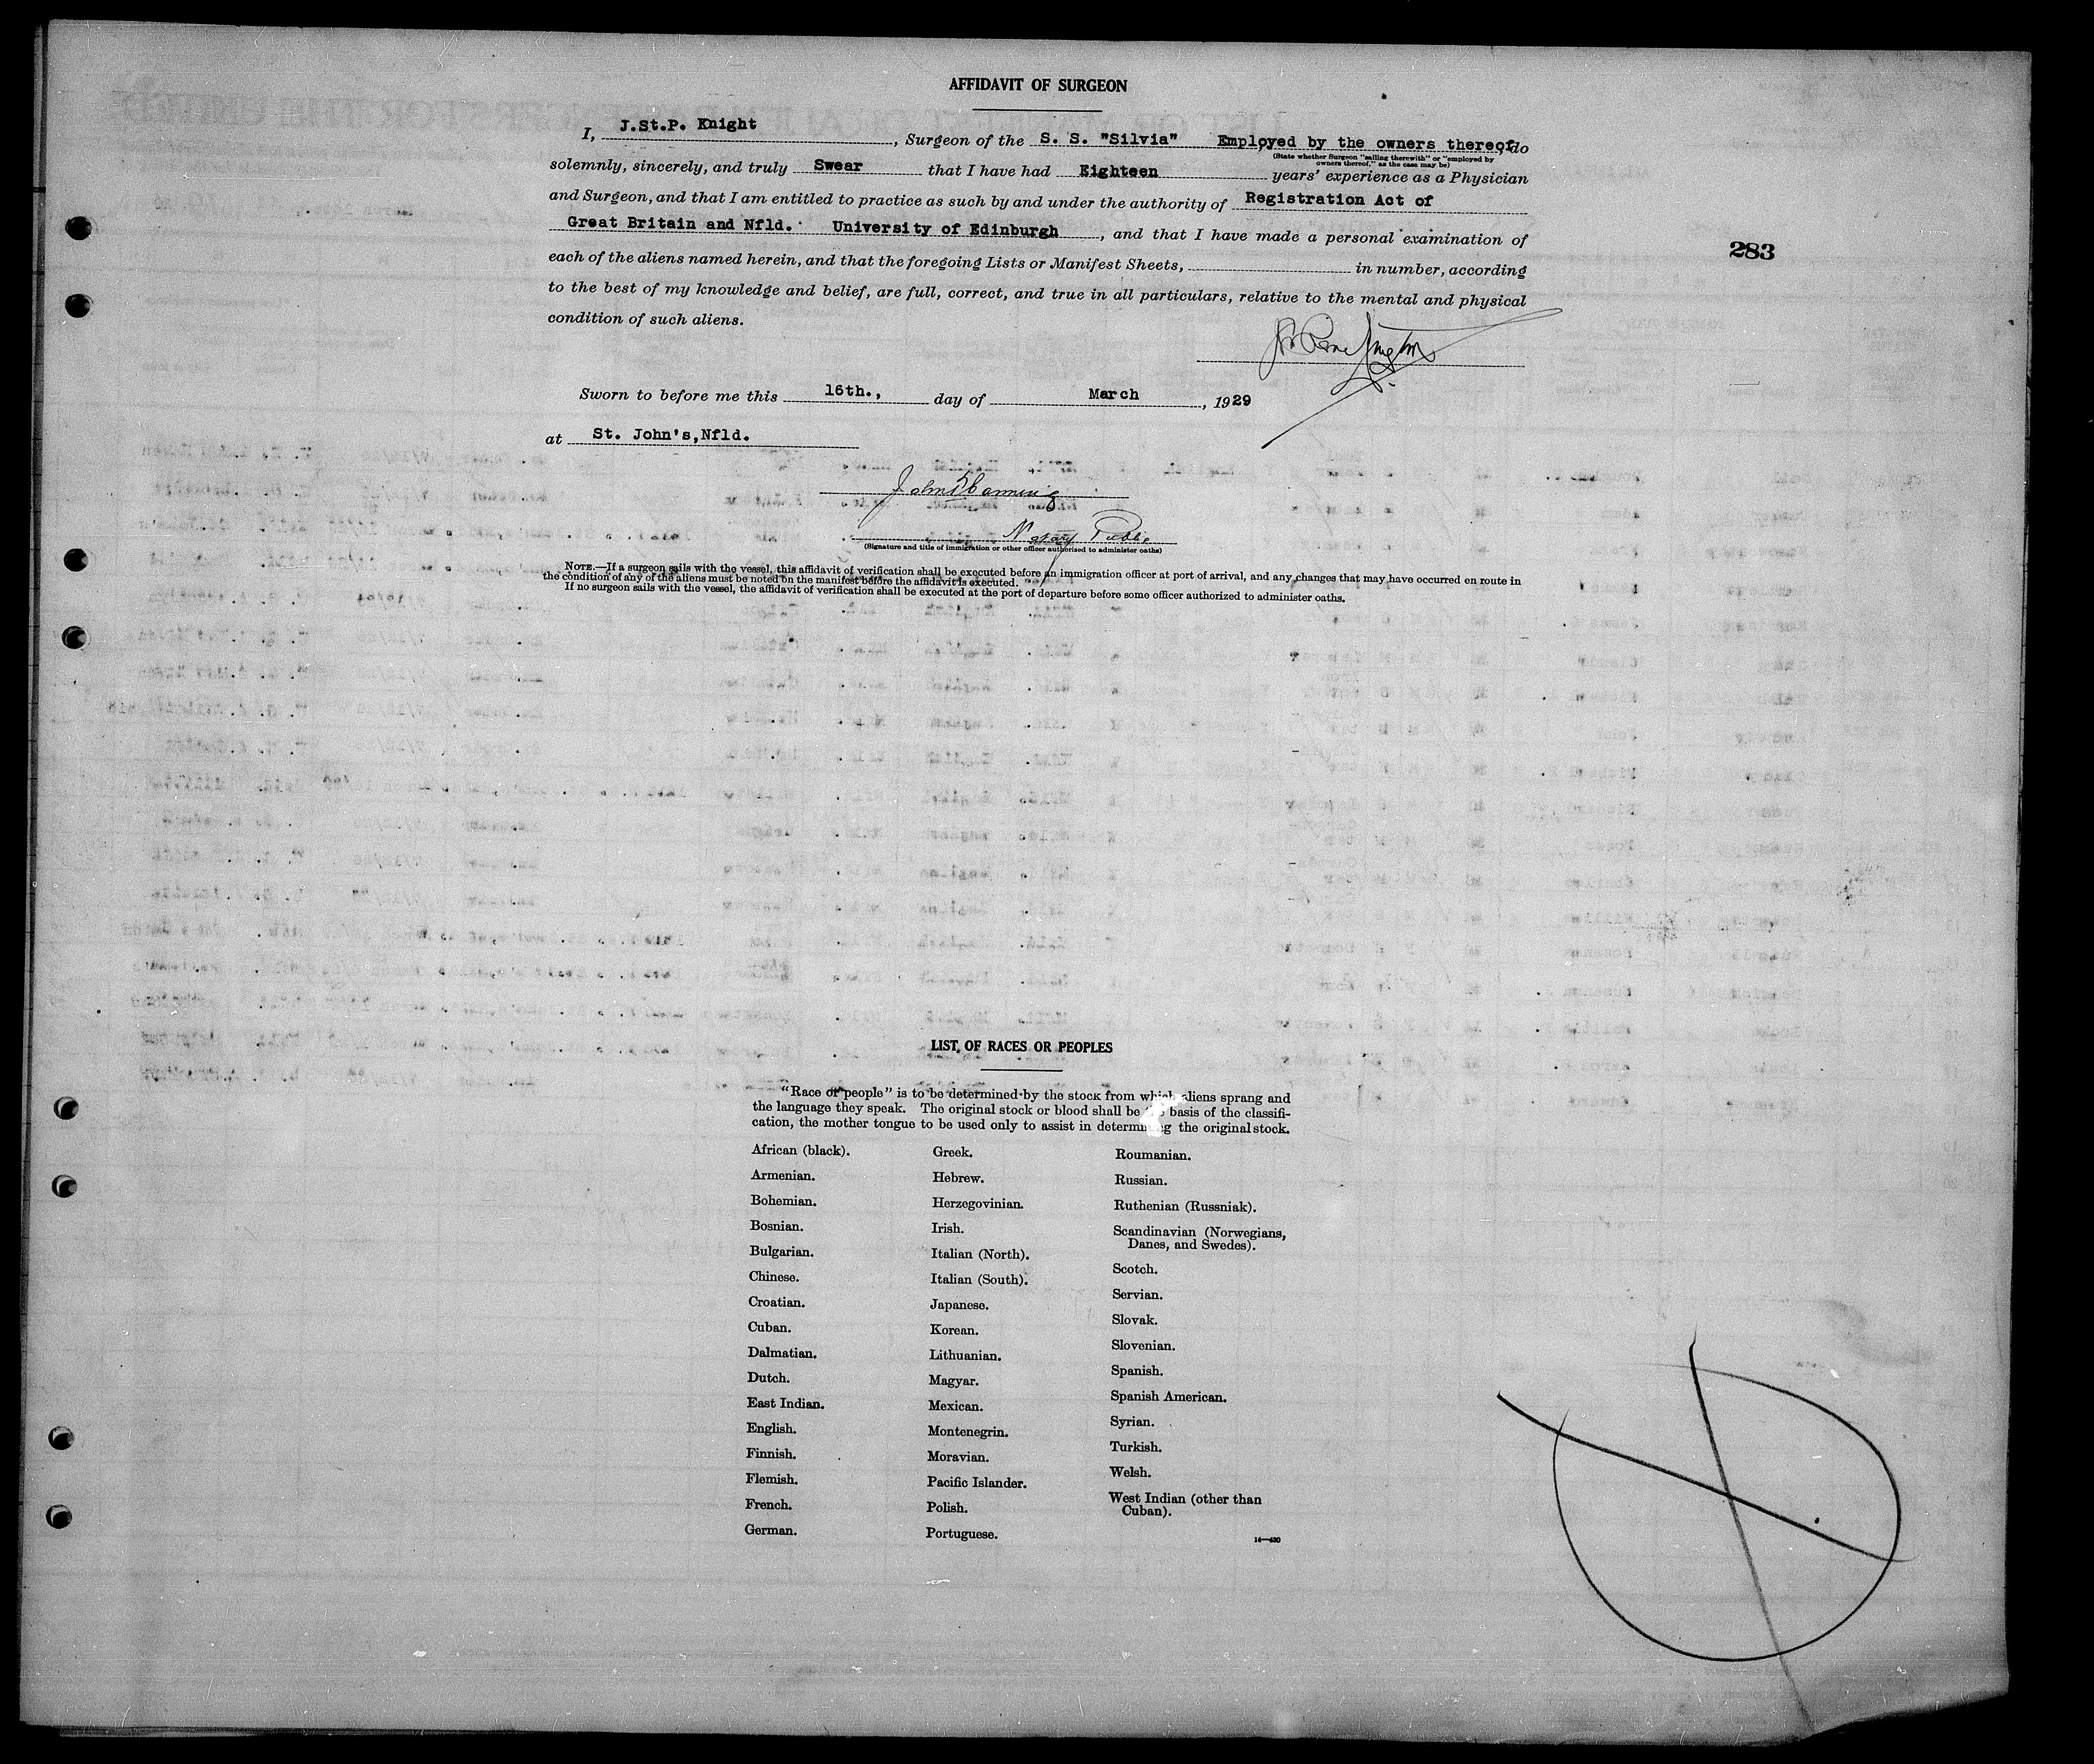 AFFIDAVIT OF SURGEON
I, J.St.P. Knight, Surgeon of the S. S. "Silvia" Employed by the owners thereof, do
(State whether Surgeon "sailing therewith" or "employed by
owners thereof," as the case may be)
solemnly, sincerely, and truly Swear that I have had Eighteen years' experience as a Physician
and Surgeon, and that I am entitled to practice as such by and under the authority of Registration Act of
Great Britain and Nfld. University of Edinburgh, and that I have made a personal examination of
each of the aliens named herein, and that the foregoing Lists or Manifest Sheets, in number, according
to the best of my knowledge and belief, are full, correct, and true in all particulars, relative to the mental and physical
condition of such aliens.
283
Sworn to before me this 16th., day of March, 1929
at St. John's,Nfld.
John
Notary Public
(Signature and title of immigration or other officer authorized to administer oaths)
NOTE.—If a surgeon sails with the vessel, this affidavit of verification shall be executed before an immigration officer at port of arrival, and any changes that may have occurred en route in
the condition of any of the aliens must be noted on the manifest before the affidavit is executed.
If no surgeon sails with the vessel, the affidavit of verification shall be executed at the port of departure before some officer authorized to administer oaths.
LIST OF RACES OR PEOPLES
"Race or people" is to be determined by the stock from which aliens sprang and
the language they speak. The original stock or blood shall be the basis of the classifi-
cation, the mother tongue to be used only to assist in determining the original stock.
African (black).
Armenian.
Bohemian.
Bosnian.
Bulgarian.
Chinese.
Croatian.
Cuban.
Dalmatian.
Dutch.
East Indian.
English.
Finnish.
Flemish.
French.
German.
Greek.
Hebrew.
Herzegovinian.
Irish.
Italian (North).
Italian (South).
Japanese.
Korean.
Lithuanian.
Magyar.
Mexican.
Montenegrin.
Moravian.
Pacific Islander.
Polish.
Portuguese.
Roumanian.
Russian.
Ruthenian (Russniak).
Scandinavian (Norwegians,
Danes, and Swedes).
Scotch.
Servian.
Slovak.
Slovenian.
Spanish.
Spanish American.
Syrian.
Turkish.
Welsh.
West Indian (other than
Cuban).
14—430